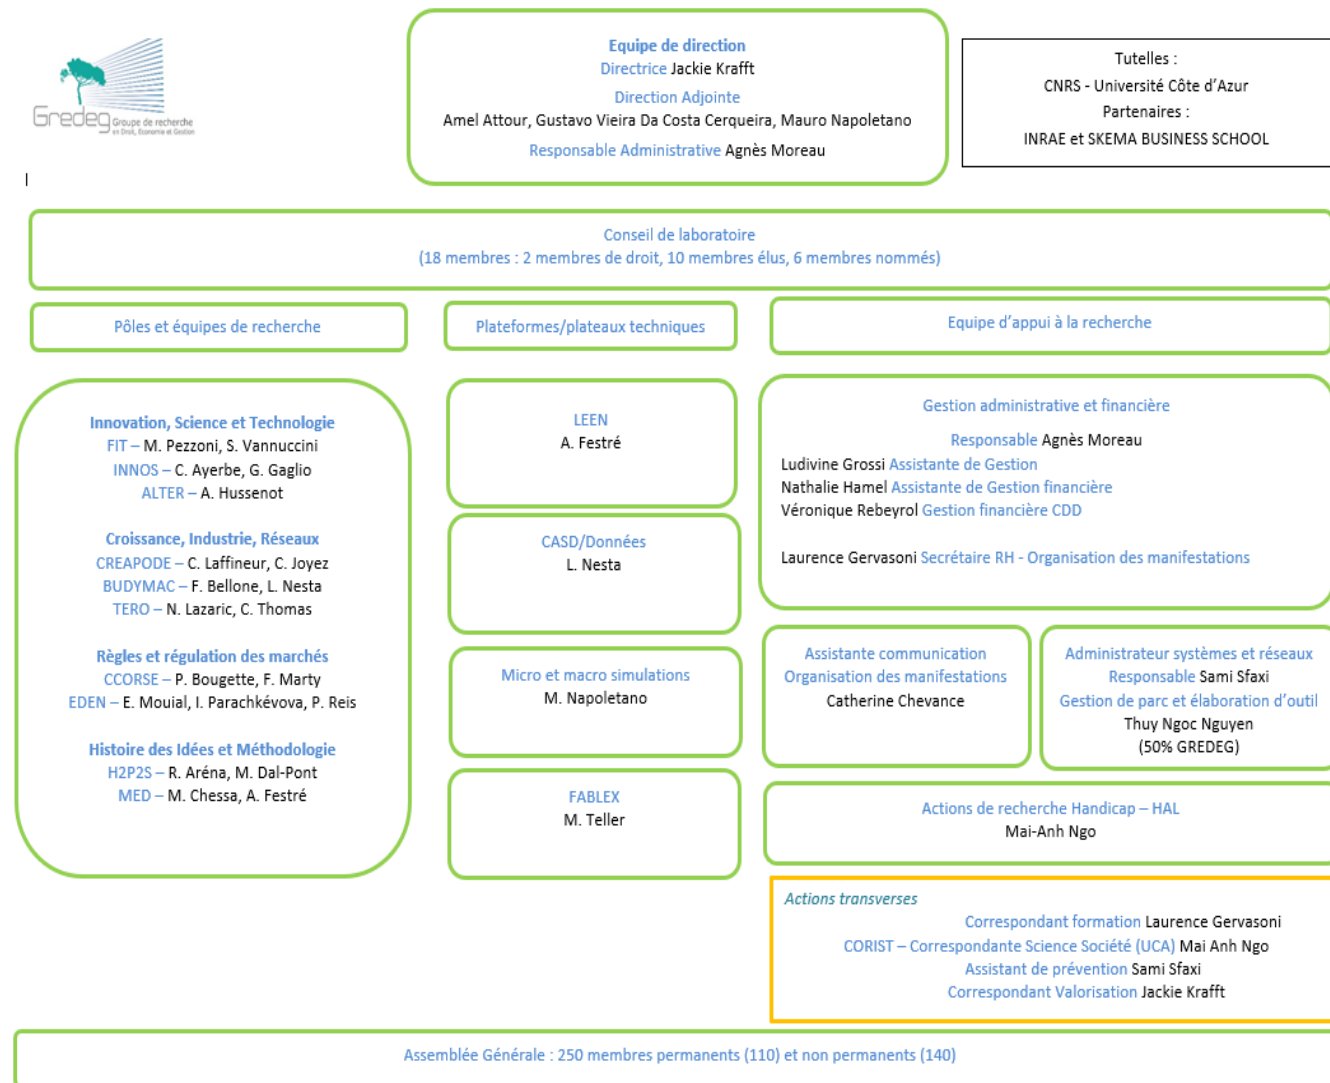 Gredeg Groupe de recherche
en Droit, Economie et Gestion
Equipe de direction
Directrice Jackie Krafft
Direction Adjointe
Amel Attour, Gustavo Vieira Da Costa Cerqueira, Mauro Napoletano
Responsable Administrative Agnès Moreau
Tutelles :
CNRS - Université Côte d'Azur
Partenaires :
INRAE et SKEMA BUSINESS SCHOOL
Conseil de laboratoire
(18 membres : 2 membres de droit, 10 membres élus, 6 membres nommés)
Pôles et équipes de recherche
Innovation, Science et Technologie
FIT – M. Pezzoni, S. Vannuccini
INNOS – C. Ayerbe, G. Gaglio
ALTER – A. Hussenot
Croissance, Industrie, Réseaux
CREAPODE – C. Laffineur, C. Joyez
BUDYMAC – F. Bellone, L. Nesta
TERO – N. Lazaric, C. Thomas
Règles et régulation des marchés
CCORSE – P. Bougette, F. Marty
EDEN – E. Mouial, I. Parachkévova, P. Reis
Histoire des Idées et Méthodologie
H2P2S – R. Aréna, M. Dal-Pont
MED – M. Chessa, A. Festré
Plateformes/plateaux techniques
LEEN
A. Festré
CASD/Données
L. Nesta
Micro et macro simulations
M. Napoletano
FABLEX
M. Teller
Equipe d'appui à la recherche
Gestion administrative et financière
Responsable Agnès Moreau
Ludivine Grossi Assistante de Gestion
Nathalie Hamel Assistante de Gestion financière
Véronique Rebeyrol Gestion financière CDD
Laurence Gervasoni Secrétaire RH - Organisation des manifestations
Assistante communication
Organisation des manifestations
Catherine Chevance
Administrateur systèmes et réseaux
Responsable Sami Sfaxi
Gestion de parc et élaboration d'outil
Thuy Ngoc Nguyen
(50% GREDEG)
Actions de recherche Handicap – HAL
Mai-Anh Ngo
Actions transverses
Correspondant formation Laurence Gervasoni
CORIST – Correspondante Science Société (UCA) Mai Anh Ngo
Assistant de prévention Sami Sfaxi
Correspondant Valorisation Jackie Krafft
Assemblée Générale : 250 membres permanents (110) et non permanents (140)